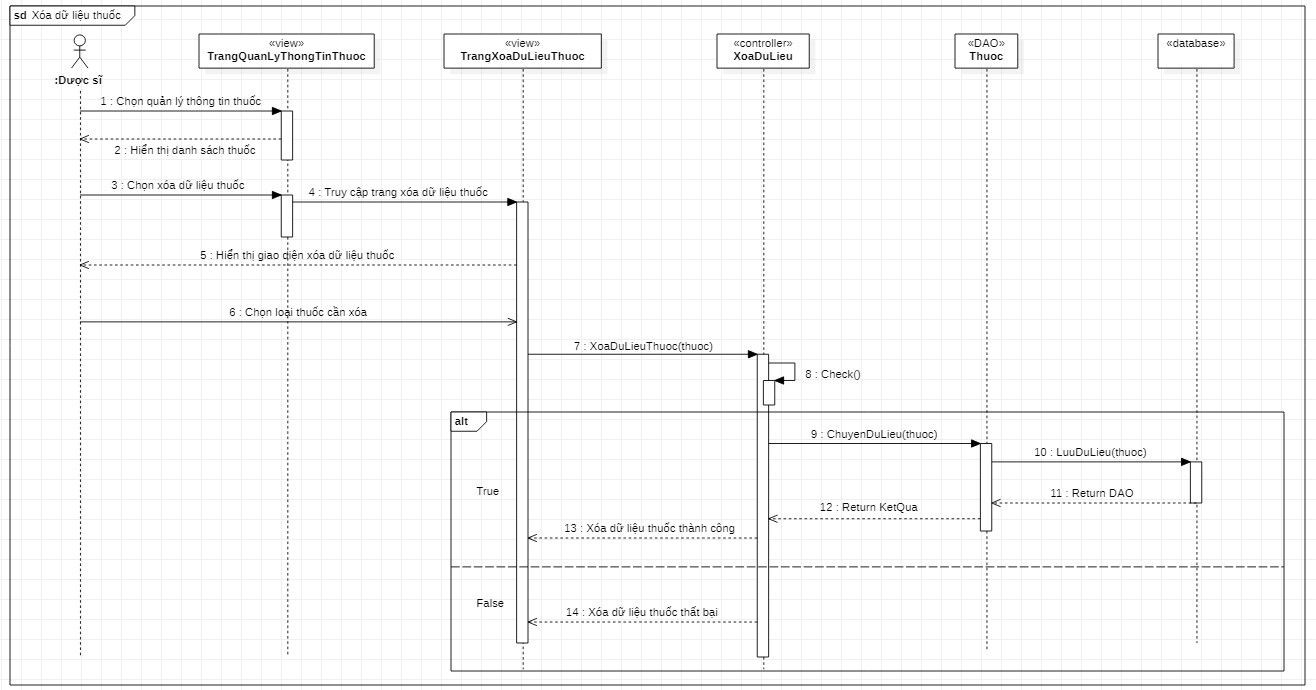 sd Xóa dữ liệu thuốc
:Dược sĩ
«view»
TrangQuanLyThongTinThuoc
«view»
TrangXoaDuLieuThuoc
«controller»
XoaDuLieu
«DAO»
Thuoc
«database»
1 : Chọn quản lý thông tin thuốc
2 : Hiển thị danh sách thuốc
3 : Chọn xóa dữ liệu thuốc
4 : Truy cập trang xóa dữ liệu thuốc
5 : Hiển thị giao diện xóa dữ liệu thuốc
6 : Chọn loại thuốc cần xóa
7 : XoaDuLieuThuoc(thuoc)
8 : Check()
alt
9 : ChuyenDuLieu(thuoc)
10 : LuuDuLieu(thuoc)
True
11 : Return DAO
12 : Return KetQua
13 : Xóa dữ liệu thuốc thành công
False
14 : Xóa dữ liệu thuốc thất bại